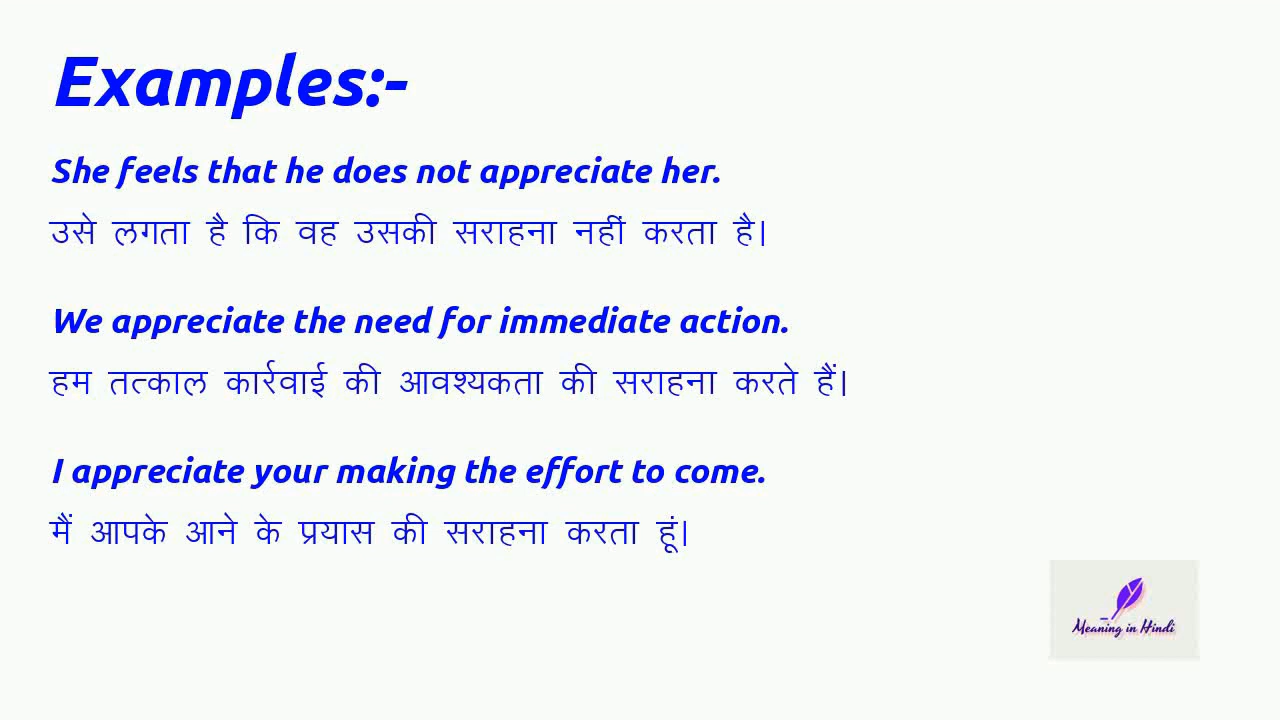 Examples:-
She feels that he does not appreciate her.
उसे लगता है कि वह उसकी सराहना नहीं करता है।
We appreciate the need for immediate action.
हम तत्काल कार्रवाई की आवश्यकता की सराहना करते हैं।
I appreciate your making the effort to come.
मैं आपके आने के प्रयास की सराहना करता हूं।
Meaning in Hindi